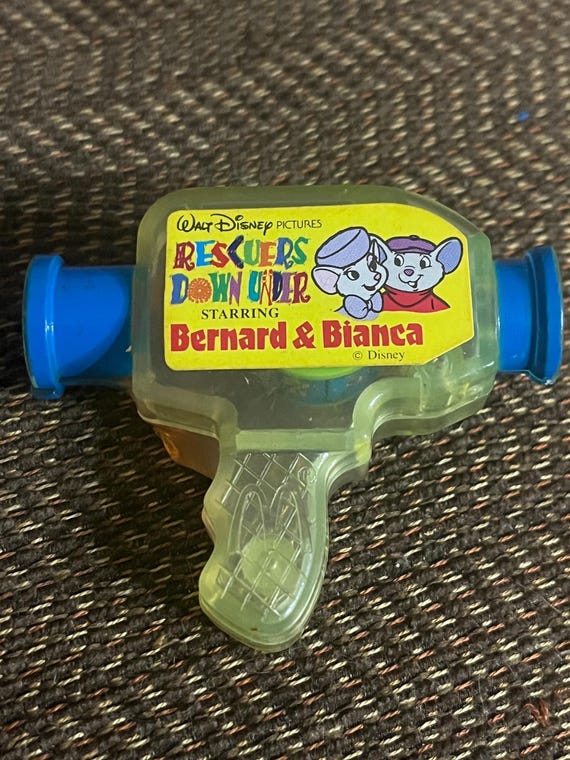 WALT DISNEY PICTURES
RESCUERS
DOWN UNDER
STARRING
Bernard & Bianca
© Disney